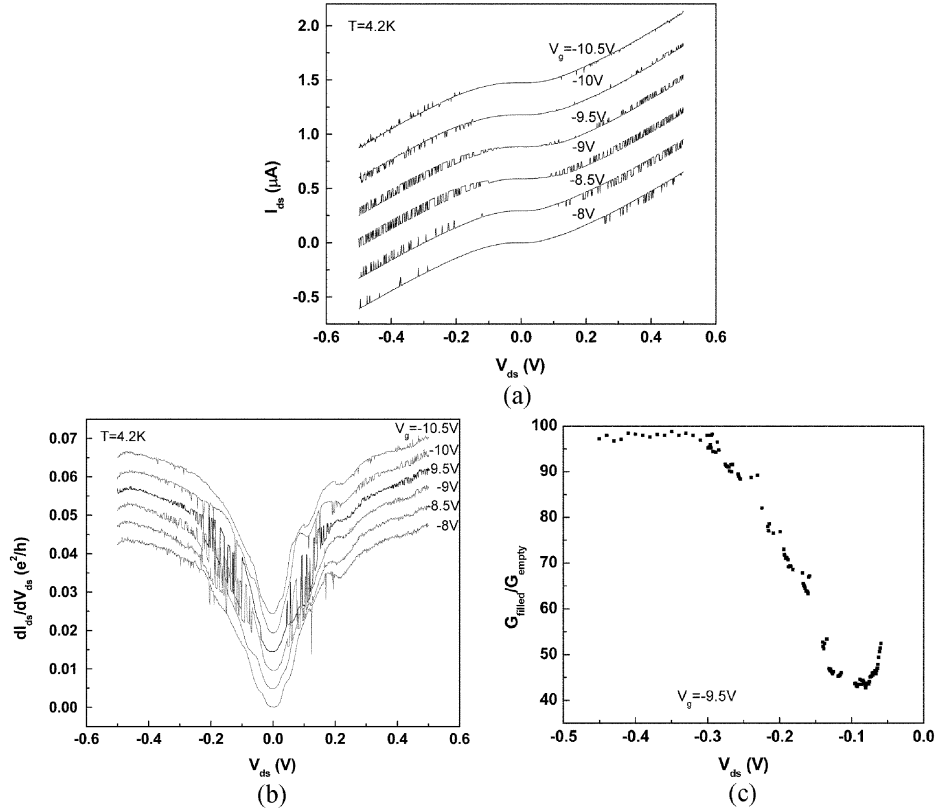 2.0
1.5
1.0
0.5
0.0
-0.5
I_ds (μA)
T=4.2K
V_g=-10.5V
-10V
-9.5V
-9V
-8.5V
-8V
-0.6 -0.4 -0.2 0.0 0.2 0.4 0.6
V_ds (V)
(a)
0.07
0.06
0.05
0.04
0.03
0.02
0.01
0.00
dI_ds/dV_ds (e²/h)
T=4.2K
V_g=-10.5V
-10V
-9.5V
-9V
-8.5V
-8V
-0.6 -0.4 -0.2 0.0 0.2 0.4 0.6
V_ds (V)
(b)
100
90
80
70
60
50
40
G_filled/G_empty
V_g=-9.5V
-0.5 -0.4 -0.3 -0.2 -0.1 0.0
V_ds (V)
(c)